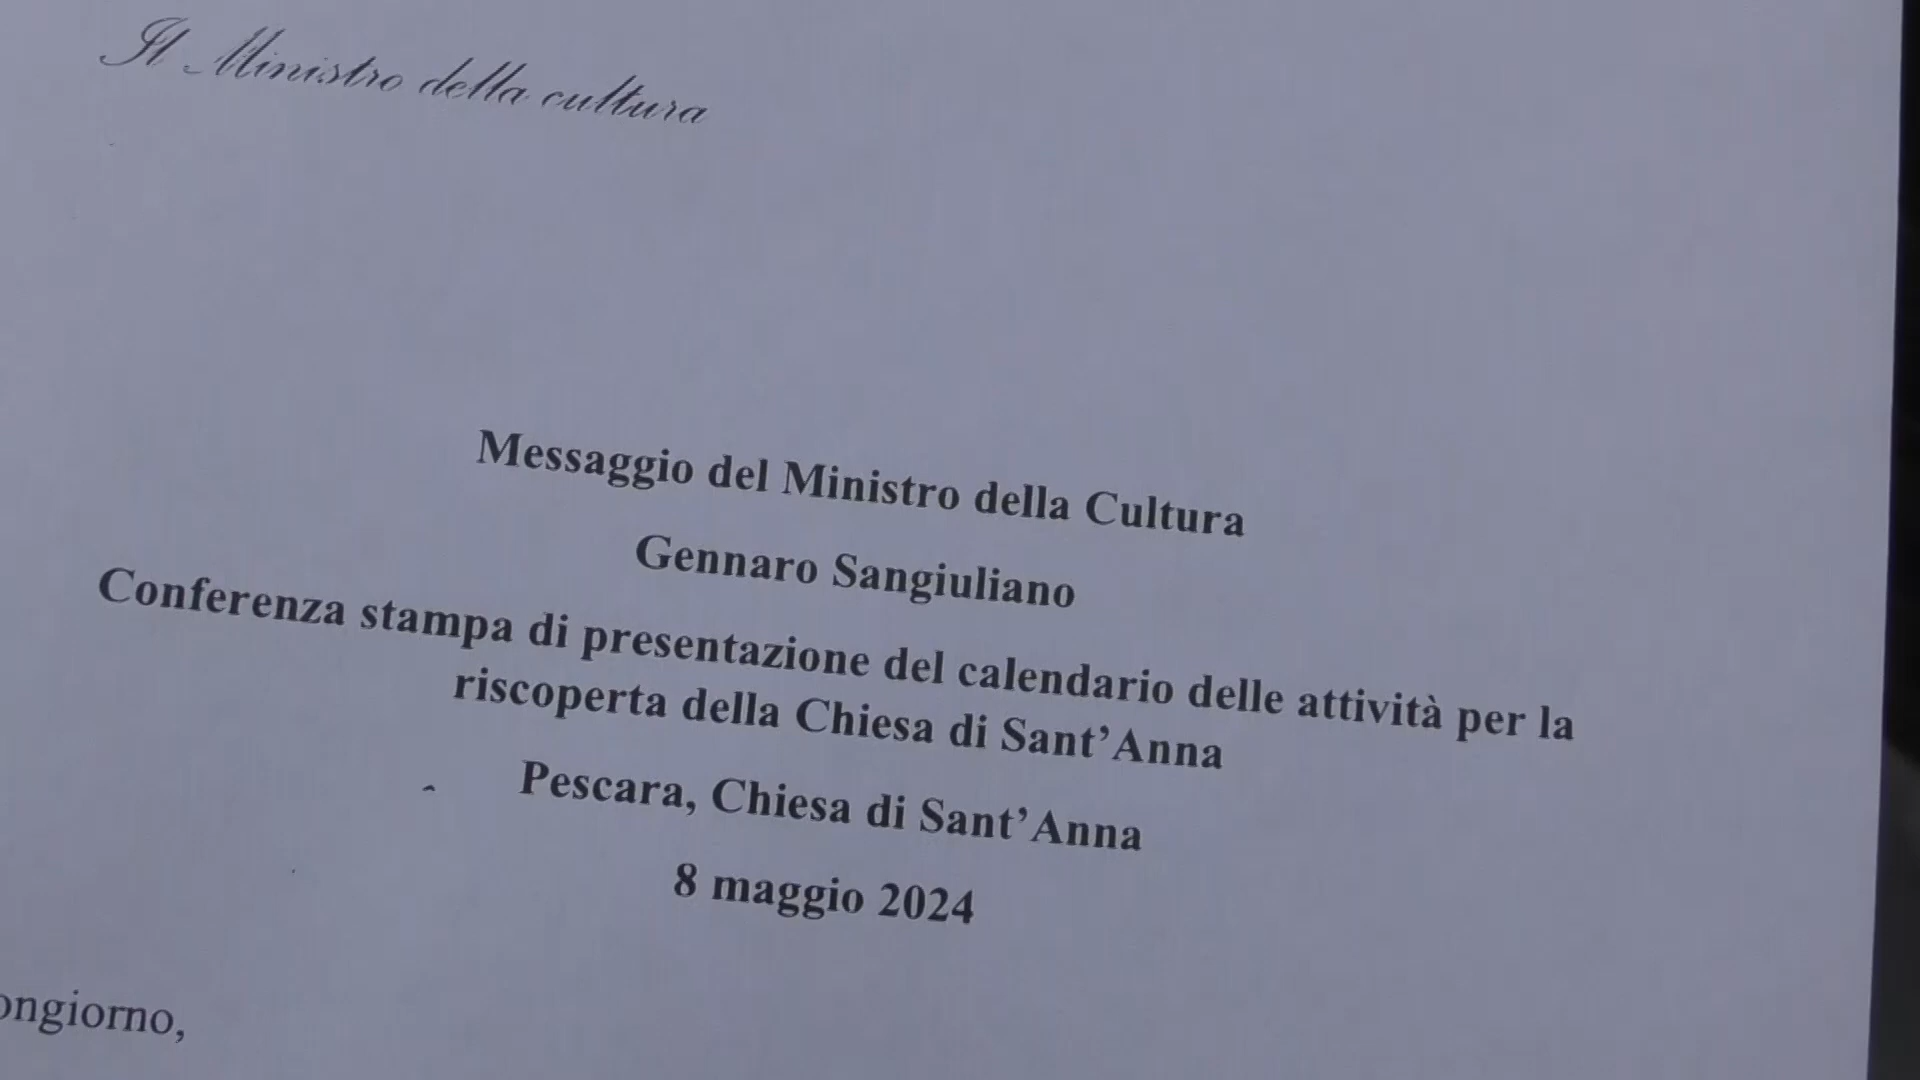 Il Ministro della cultura
Messaggio del Ministro della Cultura
Gennaro Sangiuliano
Conferenza stampa di presentazione del calendario delle attività per la
riscoperta della Chiesa di Sant’Anna
Pescara, Chiesa di Sant’Anna
8 maggio 2024
ongiorno,